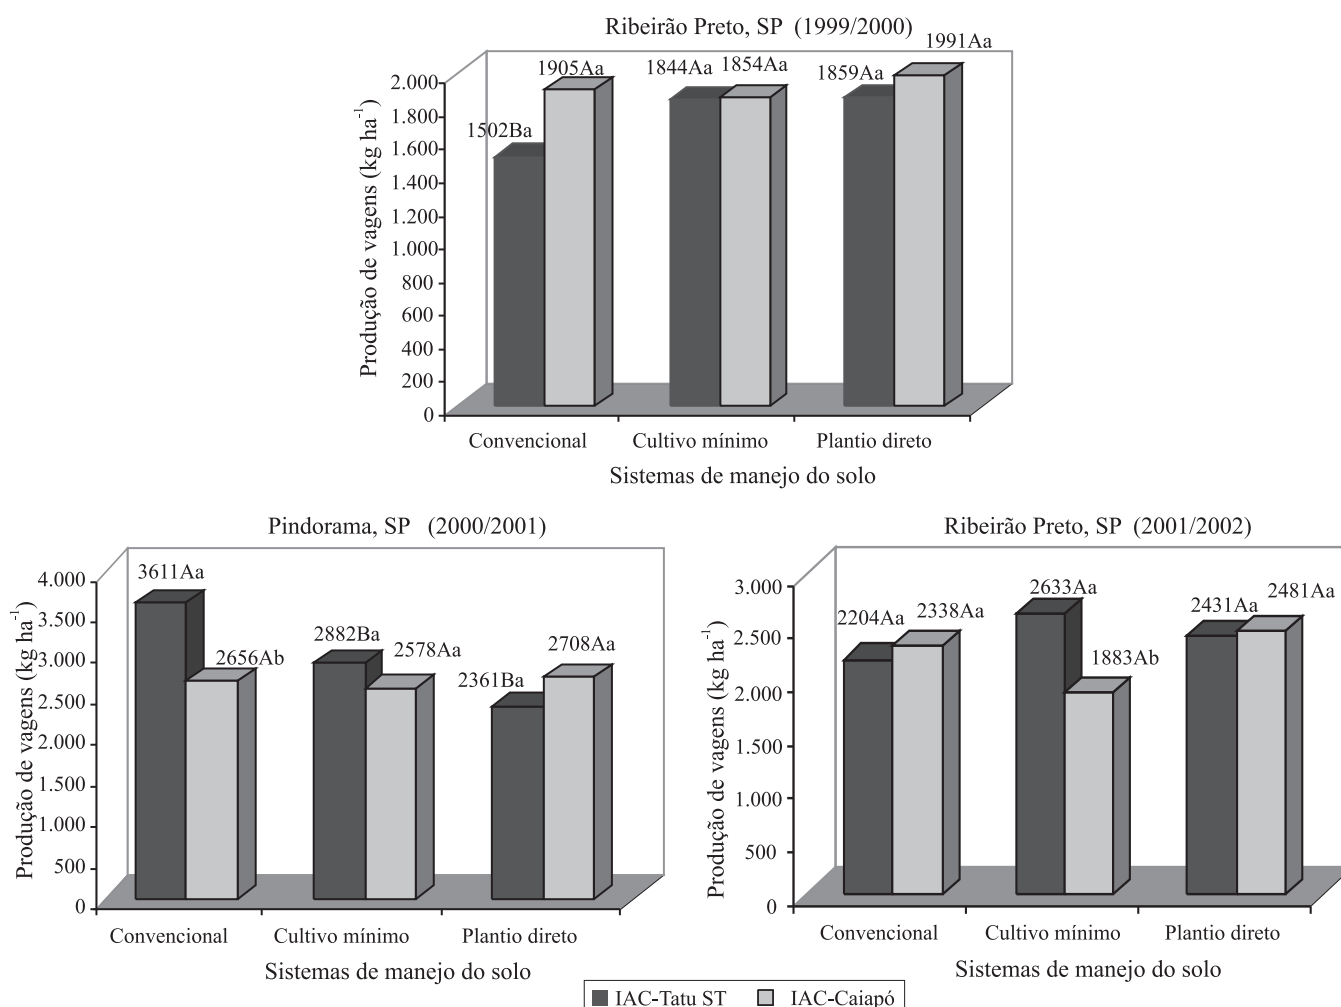 Ribeirão Preto, SP (1999/2000)
Produção de vagens (kg ha⁻¹)
2.000
1.800
1.600
1.400
1.200
1.000
800
600
400
200
0
1502Ba
1905Aa
1844Aa
1854Aa
1859Aa
1991Aa
Convencional Cultivo mínimo Plantio direto
Sistemas de manejo do solo
Pindorama, SP (2000/2001)
Produção de vagens (kg ha⁻¹)
4.000
3.500
3.000
2.500
2.000
1.500
1.000
500
0
3611Aa
2656Ab
2882Ba
2578Aa
2361Ba
2708Aa
Convencional Cultivo mínimo Plantio direto
Sistemas de manejo do solo
Ribeirão Preto, SP (2001/2002)
Produção de vagens (kg ha⁻¹)
3.000
2.500
2.000
1.500
1.000
500
0
2204Aa
2338Aa
2633Aa
1883Ab
2431Aa
2481Aa
Convencional Cultivo mínimo Plantio direto
Sistemas de manejo do solo
IAC-Tatu ST IAC-Caiapó